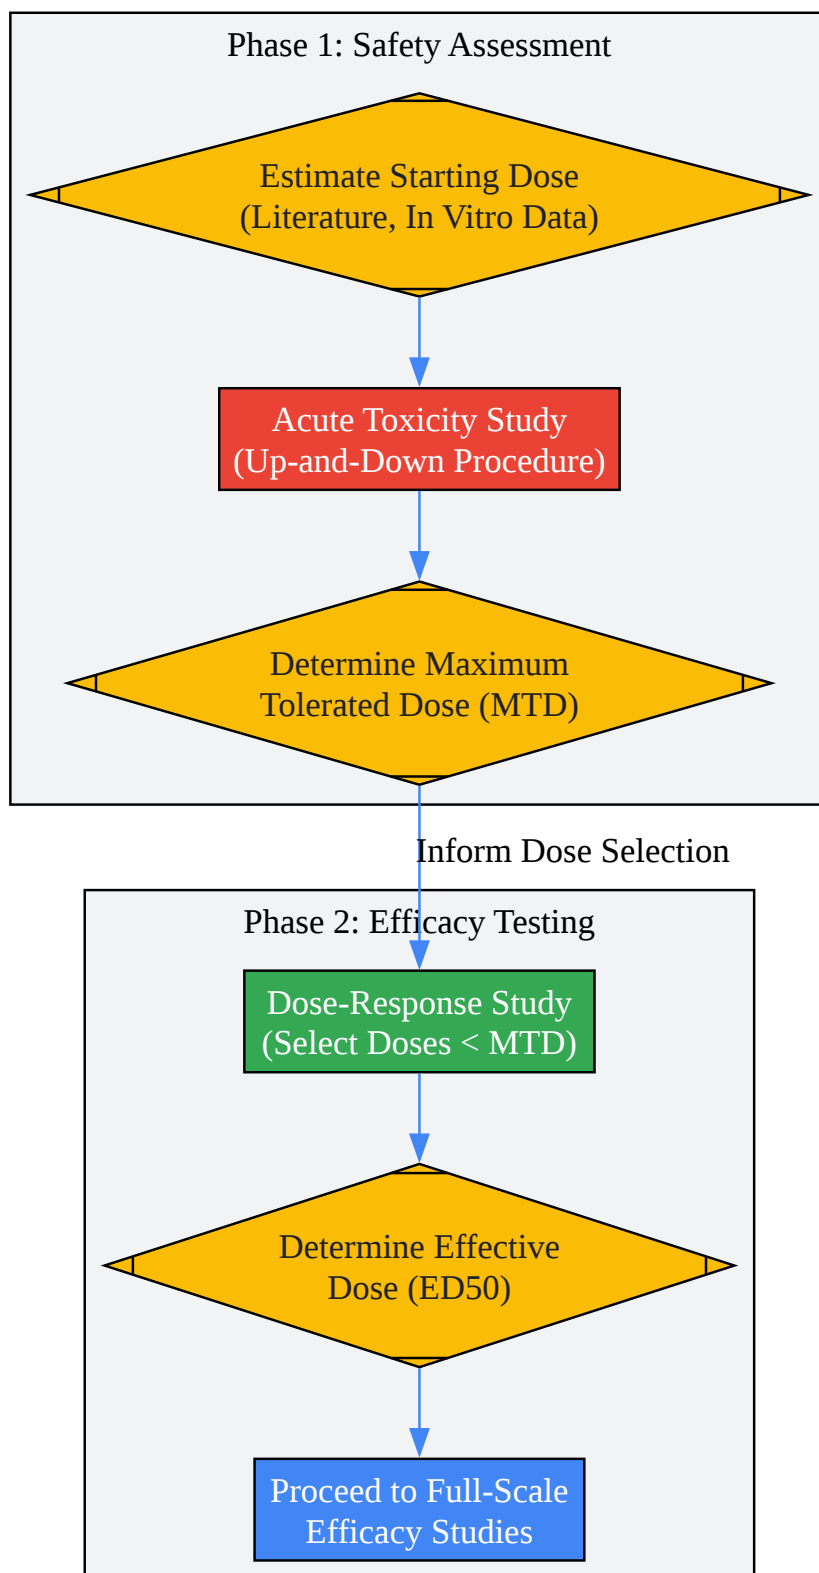 Phase 1: Safety Assessment
Estimate Starting Dose
(Literature, In Vitro Data)
Acute Toxicity Study
(Up-and-Down Procedure)
Determine Maximum
Tolerated Dose (MTD)
Inform Dose Selection
Phase 2: Efficacy Testing
Dose-Response Study
(Select Doses < MTD)
Determine Effective
Dose (ED50)
Proceed to Full-Scale
Efficacy Studies